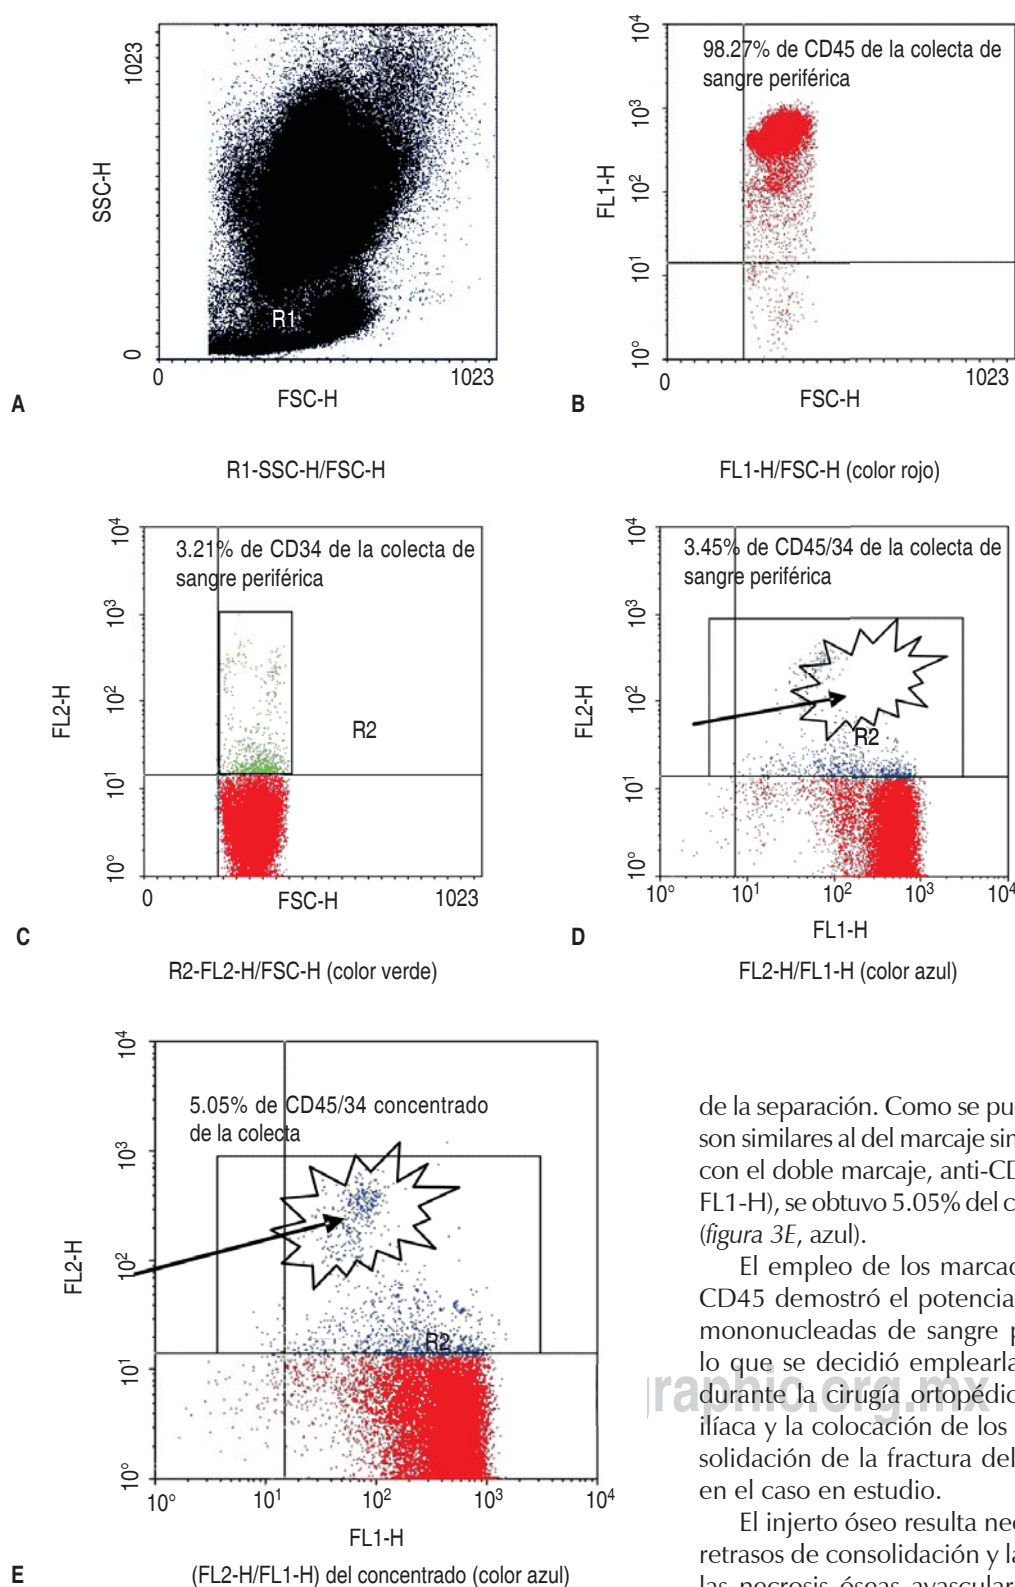 1023
SSC-H
0
R1
0
1023
FSC-H
A
R1-SSC-H/FSC-H
98.27% de CD45 de la colecta de
sangre periférica
10⁴
10³
FL1-H
10²
10¹
10°
0
1023
FSC-H
B
FL1-H/FSC-H (color rojo)
3.21% de CD34 de la colecta de
sangre periférica
10⁴
10³
FL2-H
10²
10¹
10°
R2
0
FSC-H
1023
C
R2-FL2-H/FSC-H (color verde)
3.45% de CD45/34 de la colecta de
sangre periférica
10⁴
10³
FL2-H
10²
10¹
10°
R2
10° 10¹ 10² 10³ 10⁴
FL1-H
D
FL2-H/FL1-H (color azul)
5.05% de CD45/34 concentrado
de la colecta
10⁴
10³
FL2-H
10²
10¹
10°
R2
10° 10¹ 10² 10³ 10⁴
FL1-H
E
(FL2-H/FL1-H) del concentrado (color azul)
de la separación. Como se pue
son similares al del marcaje sin
con el doble marcaje, anti-CD
FL1-H), se obtuvo 5.05% del c
(figura 3E, azul).
El empleo de los marcad
CD45 demostró el potencia
mononucleadas de sangre p
lo que se decidió emplearla
durante la cirugía ortopédic
ilíaca y la colocación de los
solidación de la fractura del
en el caso en estudio.
El injerto óseo resulta nec
retrasos de consolidación y la
las necrosis óseas avascular
graphic.org.mx